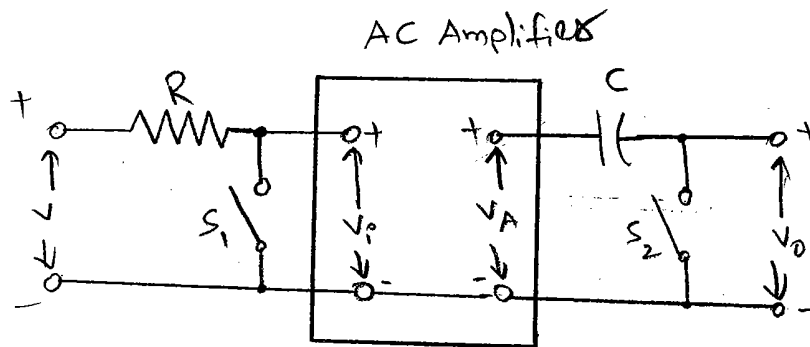 AC Amplifier
R
C
+
+
+
+
V
S₁
Vi
VA
S₂
Vo
-
-
-
-